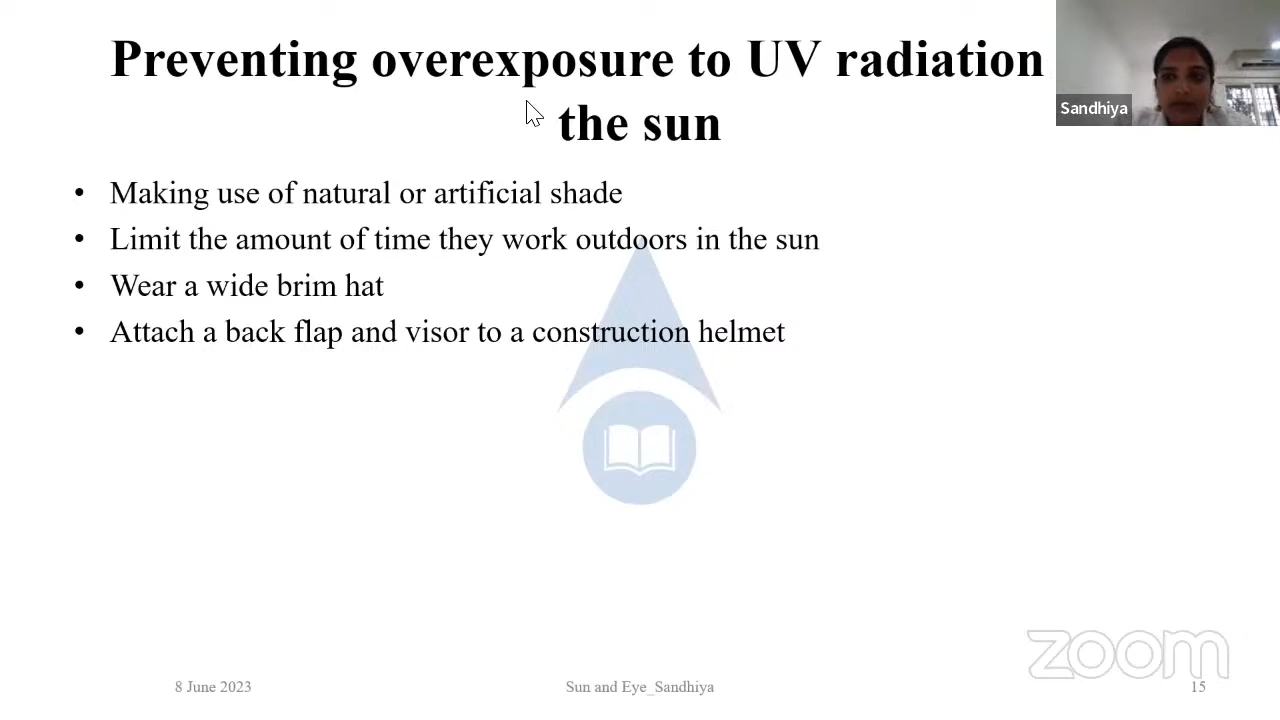 Preventing overexposure to UV radiation
the sun
Sandhiya
• Making use of natural or artificial shade
• Limit the amount of time they work outdoors in the sun
• Wear a wide brim hat
• Attach a back flap and visor to a construction helmet
zoom
8 June 2023
Sun and Eye_Sandhiya
15